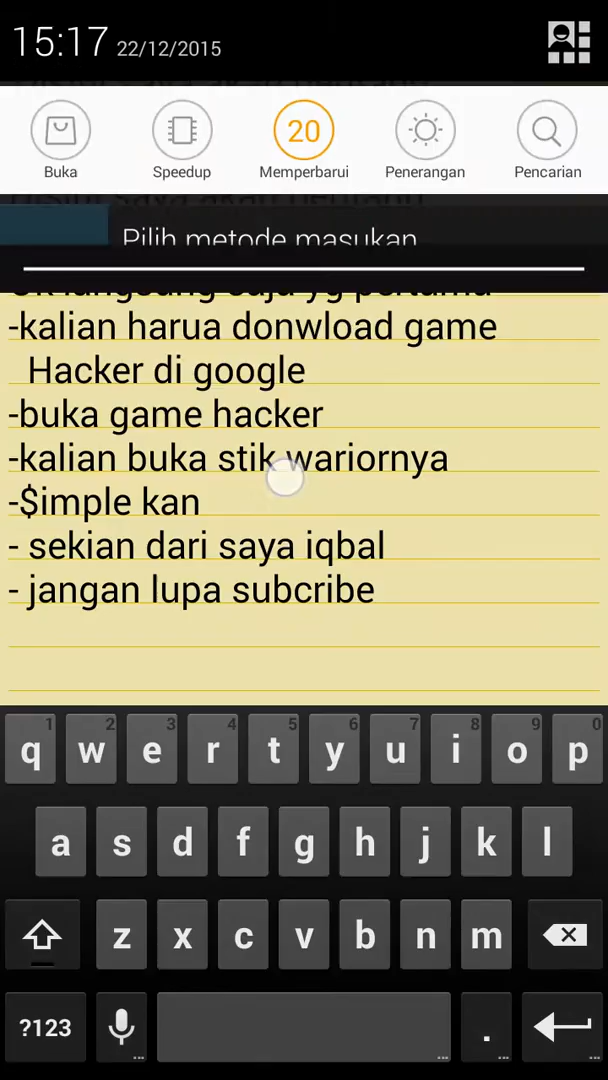 15:17 22/12/2015
Buka Speedup 20 Memperbarui Penerangan Pencarian
Pilih metode masukan
-kalian harua donwload game
Hacker di google
-buka game hacker
-kalian buka stik wariornya
-$imple kan
- sekian dari saya iqbal
- jangan lupa subcribe
1 2 3 4 5 6 7 8 9 0
q w e r t y u i o p
a s d f g h j k l
z x c v b n m
?123 .